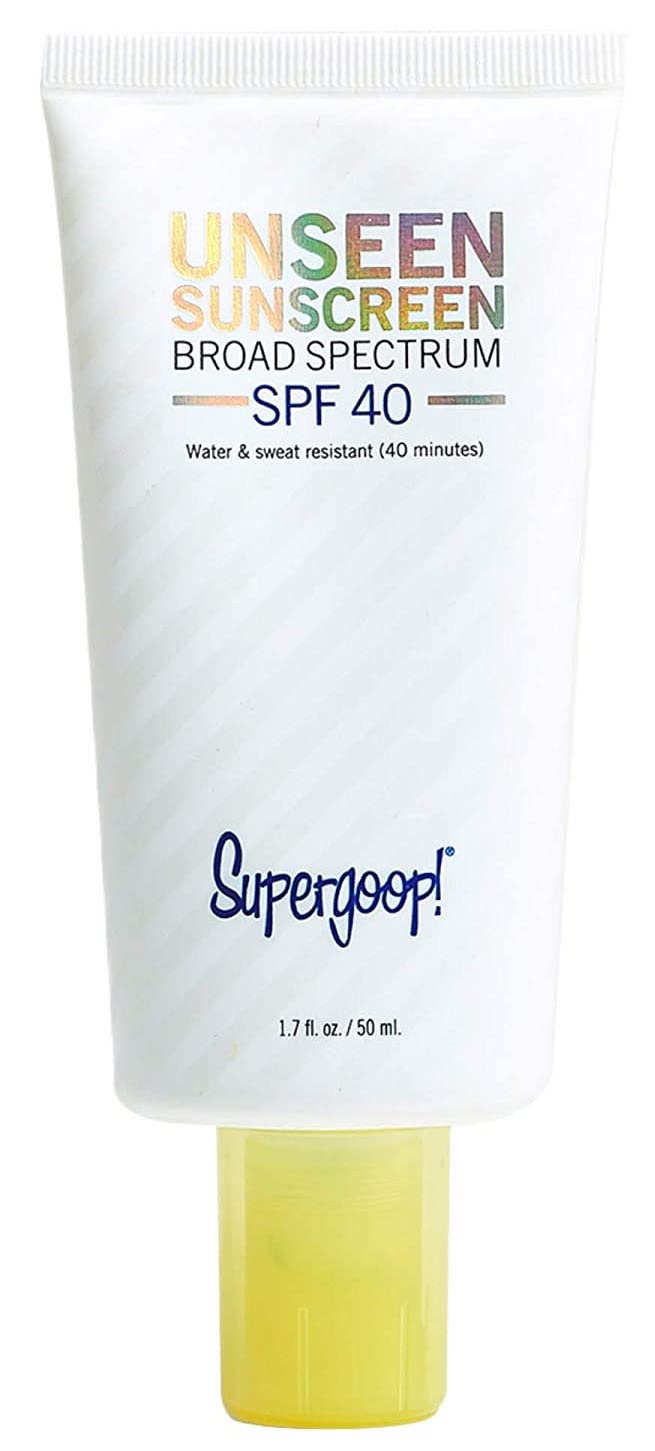 UNSEEN
SUNSCREEN
BROAD SPECTRUM
SPF 40
Water & sweat resistant (40 minutes)
Supergoop!®
1.7 fl. oz. / 50 ml.